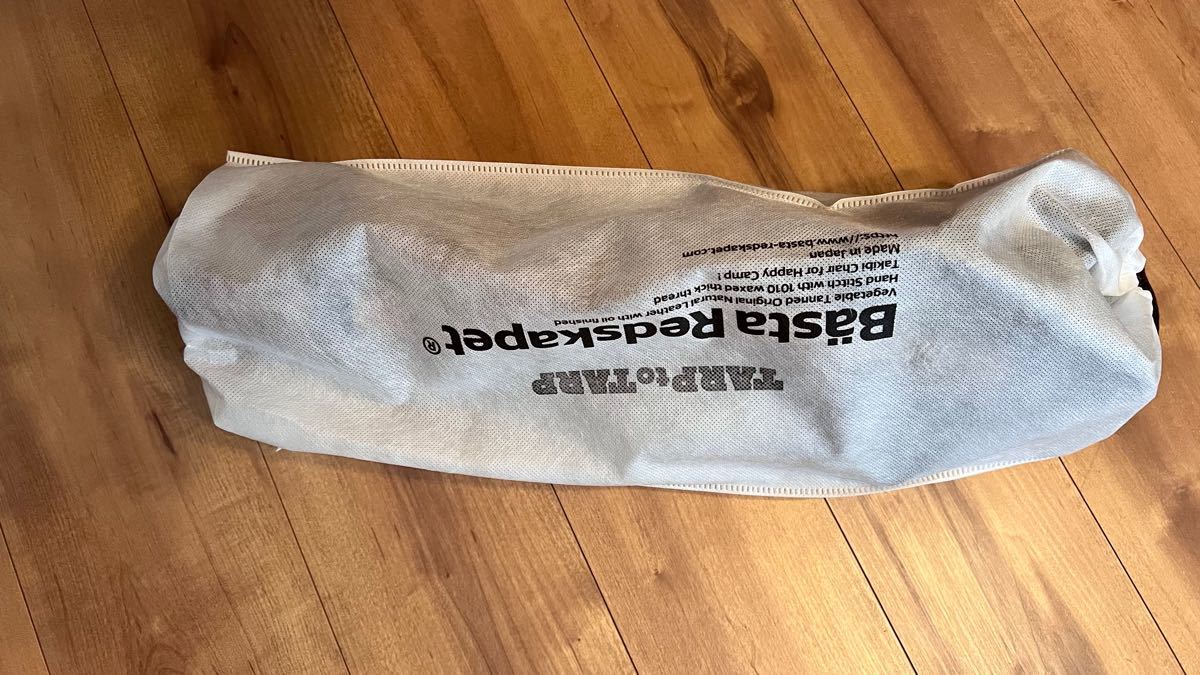 TARP to TARP
Bästa Redskapet®
Vegetable Tanned Original Natural Leather with oil finished
Hand Stitch with 1010 waxed thick thread
Takibi Chair for Happy Camp !
Made in Japan
https://www.basta-redskapet.com